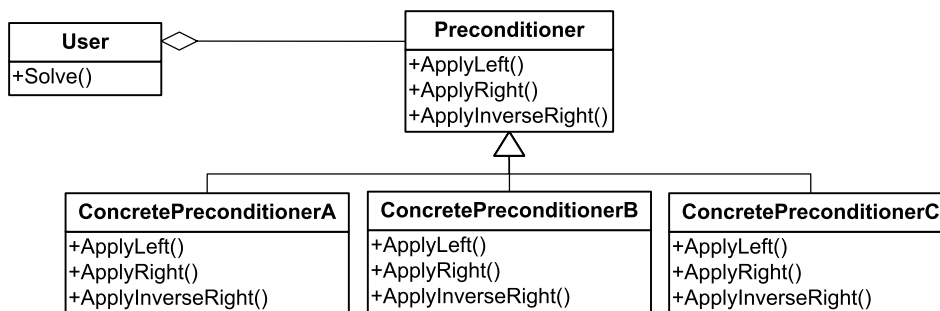 User
+Solve()
Preconditioner
+ApplyLeft()
+ApplyRight()
+ApplyInverseRight()
ConcretePreconditionerA
+ApplyLeft()
+ApplyRight()
+ApplyInverseRight()
ConcretePreconditionerB
+ApplyLeft()
+ApplyRight()
+ApplyInverseRight()
ConcretePreconditionerC
+ApplyLeft()
+ApplyRight()
+ApplyInverseRight()